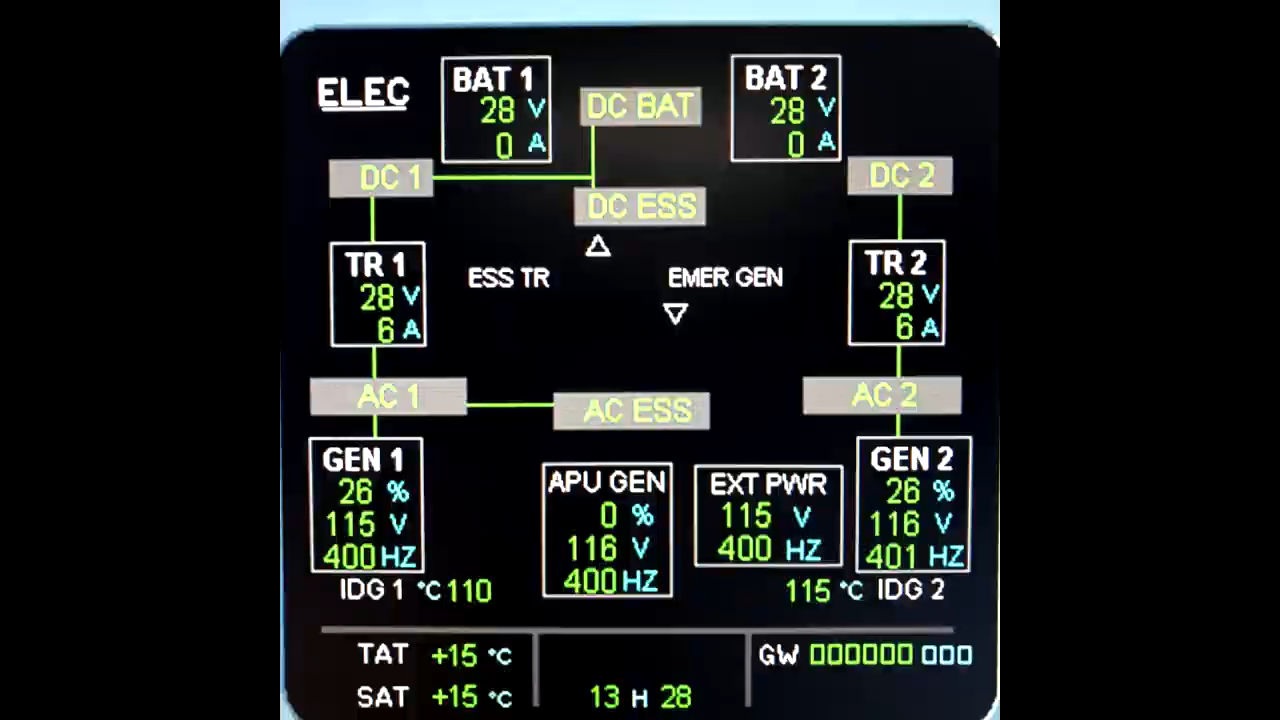 ELEC
BAT 1
28 V
0 A
DC BAT
BAT 2
28 V
0 A
DC 1
DC ESS
DC 2
TR 1
28 V
6 A
ESS TR
EMER GEN
TR 2
28 V
6 A
AC 1
AC ESS
AC 2
GEN 1
26 %
115 V
400 HZ
APU GEN
0 %
116 V
400 HZ
EXT PWR
115 V
400 HZ
GEN 2
26 %
116 V
401 HZ
IDG 1 °C 110
115 °C IDG 2
TAT +15 °C
GW
SAT +15 °C
13 H 28